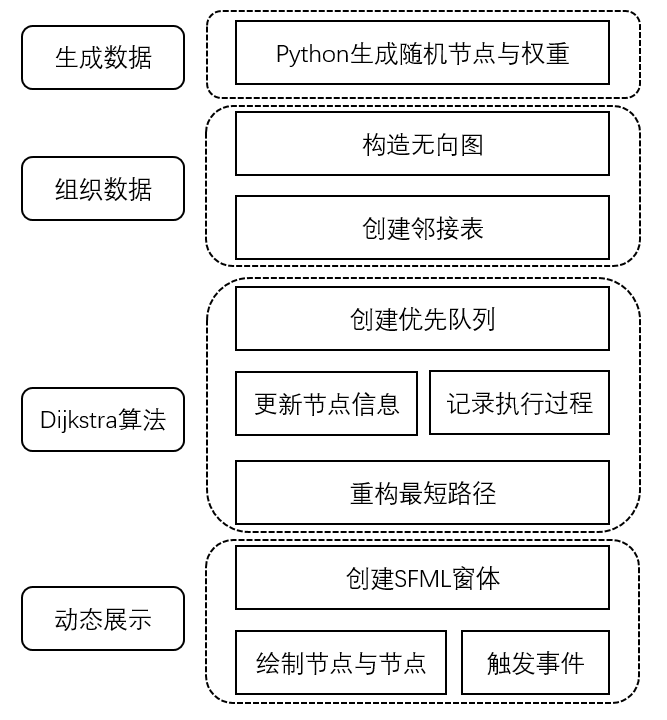 生成数据
Python生成随机节点与权重
组织数据
构造无向图
创建邻接表
Dijkstra算法
创建优先队列
更新节点信息
记录执行过程
重构最短路径
动态展示
创建SFML窗体
绘制节点与节点
触发事件